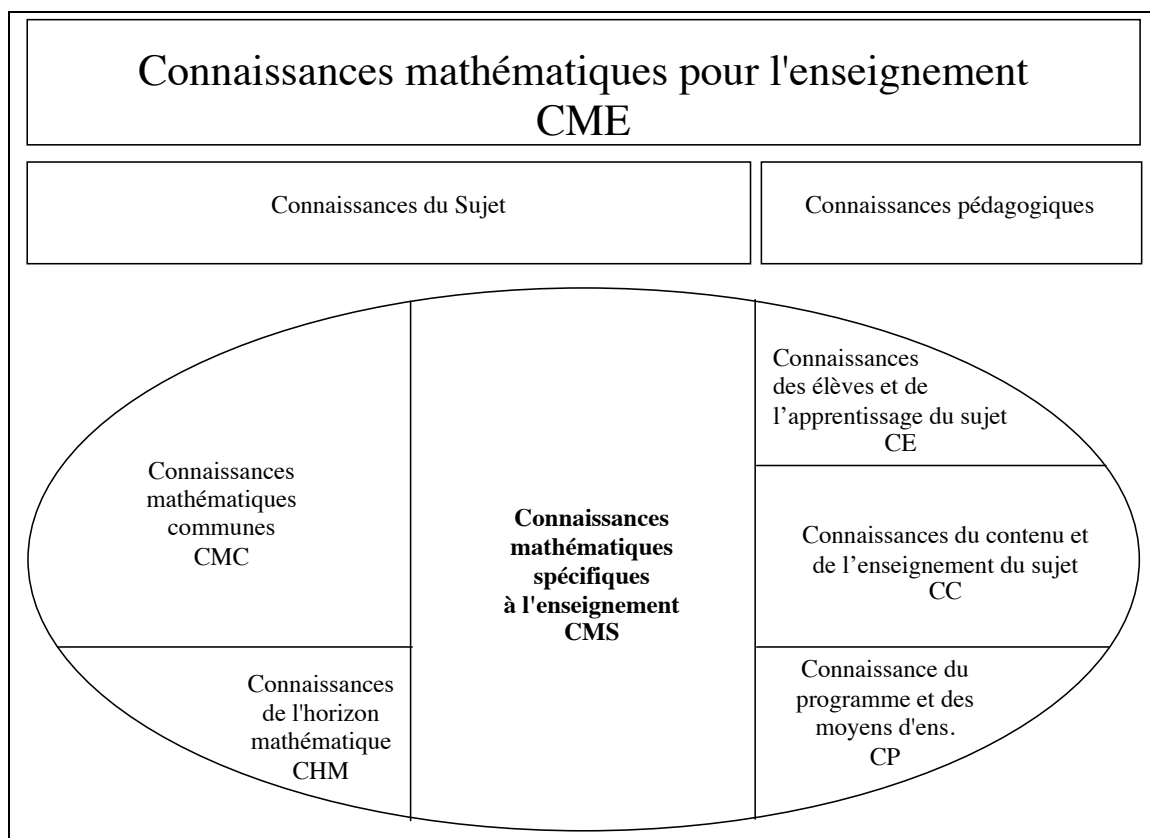 Connaissances mathématiques pour l'enseignement
CME
Connaissances du Sujet
Connaissances pédagogiques
Connaissances
mathématiques
communes
CMC
Connaissances
de l'horizon
mathématique
CHM
Connaissances
mathématiques
spécifiques
à l'enseignement
CMS
Connaissances
des élèves et de
l’apprentissage du sujet
CE
Connaissances du contenu et
de l’enseignement du sujet
CC
Connaissance du
programme et des
moyens d'ens.
CP